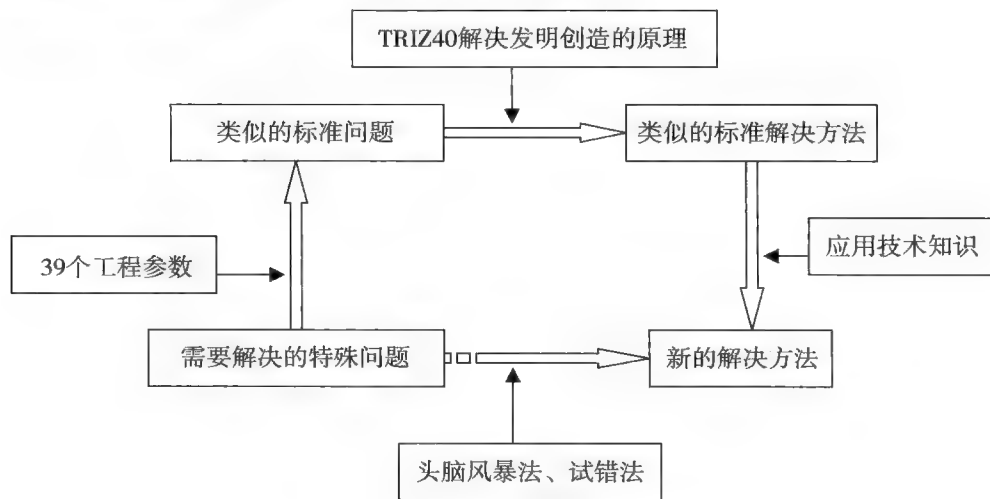 TRIZ40解决发明创造的原理
类似的标准问题
类似的标准解决方法
39个工程参数
应用技术知识
需要解决的特殊问题
新的解决方法
头脑风暴法、试错法